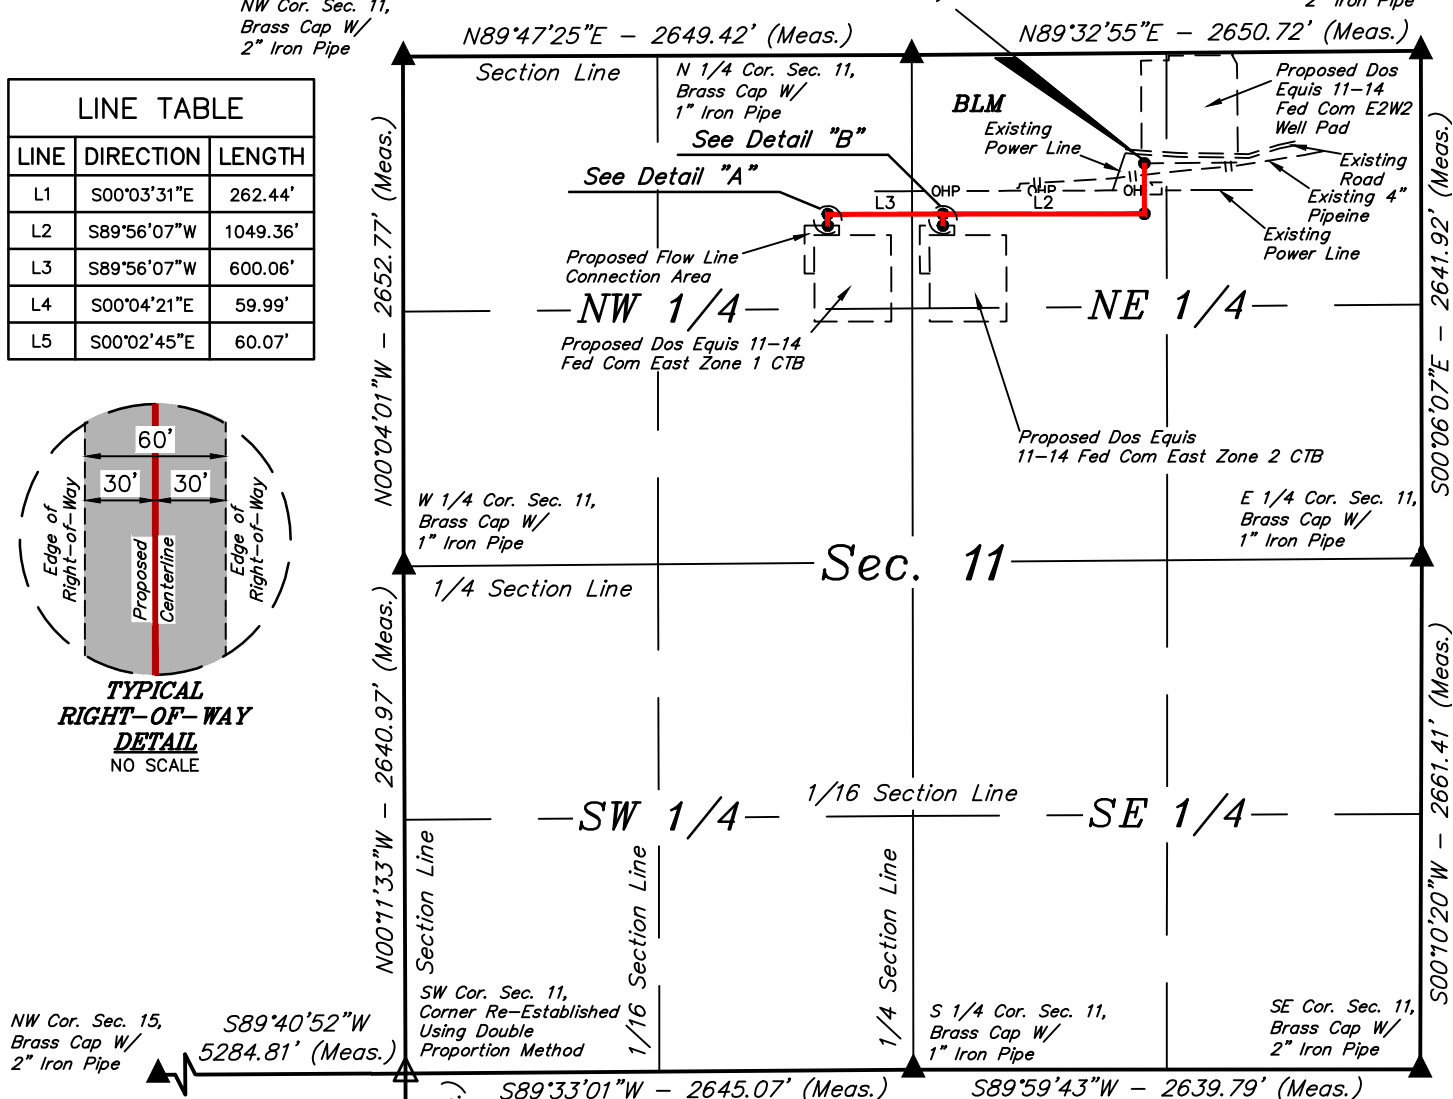 NW Cor. Sec. 11,
Brass Cap W/
2" Iron Pipe
N89°47'25"E - 2649.42' (Meas.)
N89°32'55"E - 2650.72' (Meas.)
2" Iron Pipe
Section Line
N 1/4 Cor. Sec. 11,
Brass Cap W/
1" Iron Pipe
BLM
Existing
Power Line
Proposed Dos
Equis 11-14
Fed Com E2W2
Well Pad
Existing
Road
Existing 4"
Pipeine
Existing
Power Line
See Detail "B"
See Detail "A"
OHP
OHP
OH
L3
L2
LINE TABLE
LINE DIRECTION LENGTH
L1 S00°03'31"E 262.44'
L2 S89°56'07"W 1049.36'
L3 S89°56'07"W 600.06'
L4 S00°04'21"E 59.99'
L5 S00°02'45"E 60.07'
N00°04'01"W - 2652.77' (Meas.)
S00°06'07"E - 2641.92' (Meas.)
Proposed Flow Line
Connection Area
NW 1/4
NE 1/4
Proposed Dos Equis 11-14
Fed Com East Zone 1 CTB
Proposed Dos Equis
11-14 Fed Com East Zone 2 CTB
60'
30' 30'
Edge of
Right-of-Way
Proposed
Centerline
Edge of
Right-of-Way
TYPICAL
RIGHT-OF-WAY
DETAIL
NO SCALE
W 1/4 Cor. Sec. 11,
Brass Cap W/
1" Iron Pipe
E 1/4 Cor. Sec. 11,
Brass Cap W/
1" Iron Pipe
Sec. 11
1/4 Section Line
N00°11'33"W - 2640.97' (Meas.)
S00°10'20"W - 2661.41' (Meas.)
SW 1/4
1/16 Section Line
SE 1/4
Section Line
1/16 Section Line
1/4 Section Line
SW Cor. Sec. 11,
Corner Re-Established
Using Double
Proportion Method
S 1/4 Cor. Sec. 11,
Brass Cap W/
1" Iron Pipe
SE Cor. Sec. 11,
Brass Cap W/
2" Iron Pipe
NW Cor. Sec. 15,
Brass Cap W/
2" Iron Pipe
S89°40'52"W
5284.81' (Meas.)
S89°33'01"W - 2645.07' (Meas.)
S89°59'43"W - 2639.79' (Meas.)